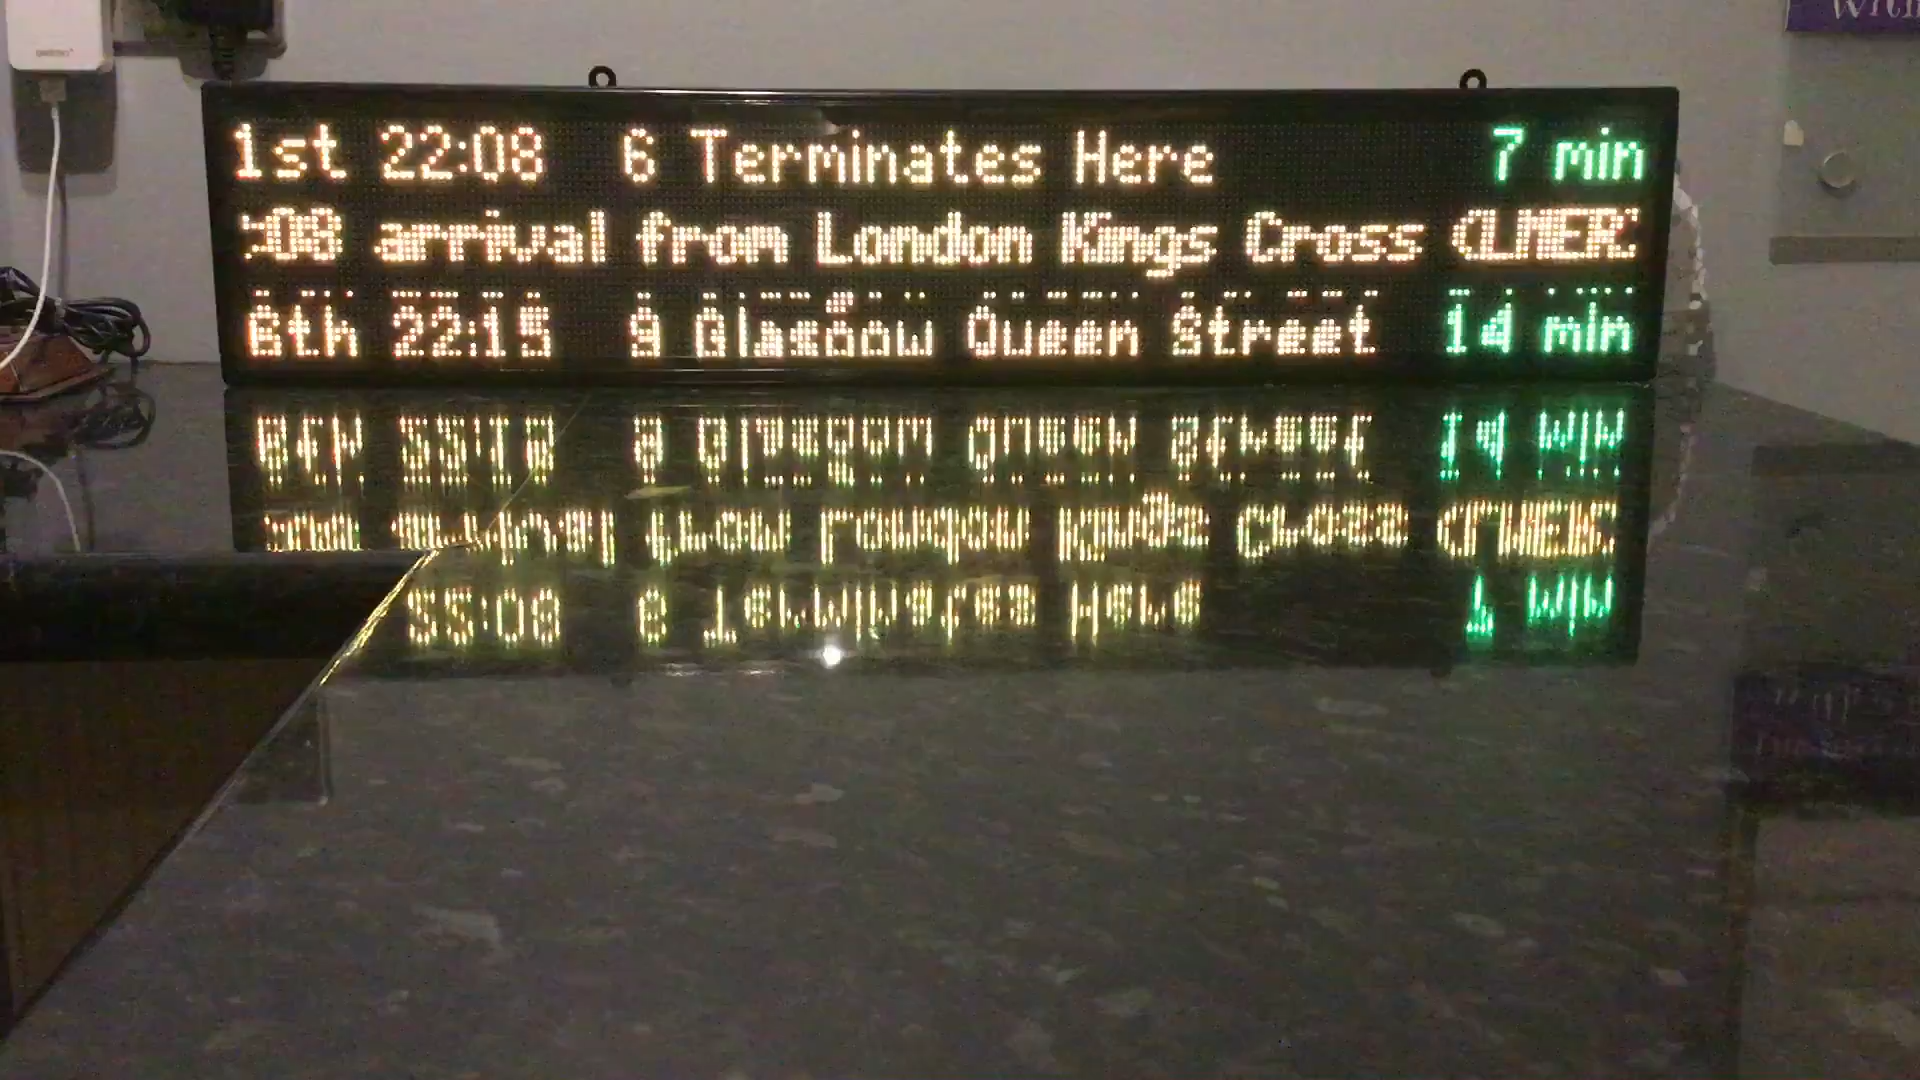 1st 22:08 6 Terminates Here 7 min
:08 arrival from London Kings Cross
6th 22:15 9 Glasgow Queen Street 14 min